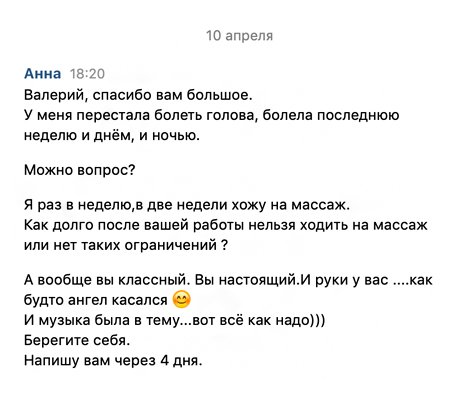 10 апреля
Анна 18:20
Валерий, спасибо вам большое.
У меня перестала болеть голова, болела последнюю
неделю и днём, и ночью.
Можно вопрос?
Я раз в неделю,в две недели хожу на массаж.
Как долго после вашей работы нельзя ходить на массаж
или нет таких ограничений ?
А вообще вы классный. Вы настоящий.И руки у вас ....как
будто ангел касался 😊
И музыка была в тему...вот всё как надо)))
Берегите себя.
Напишу вам через 4 дня.